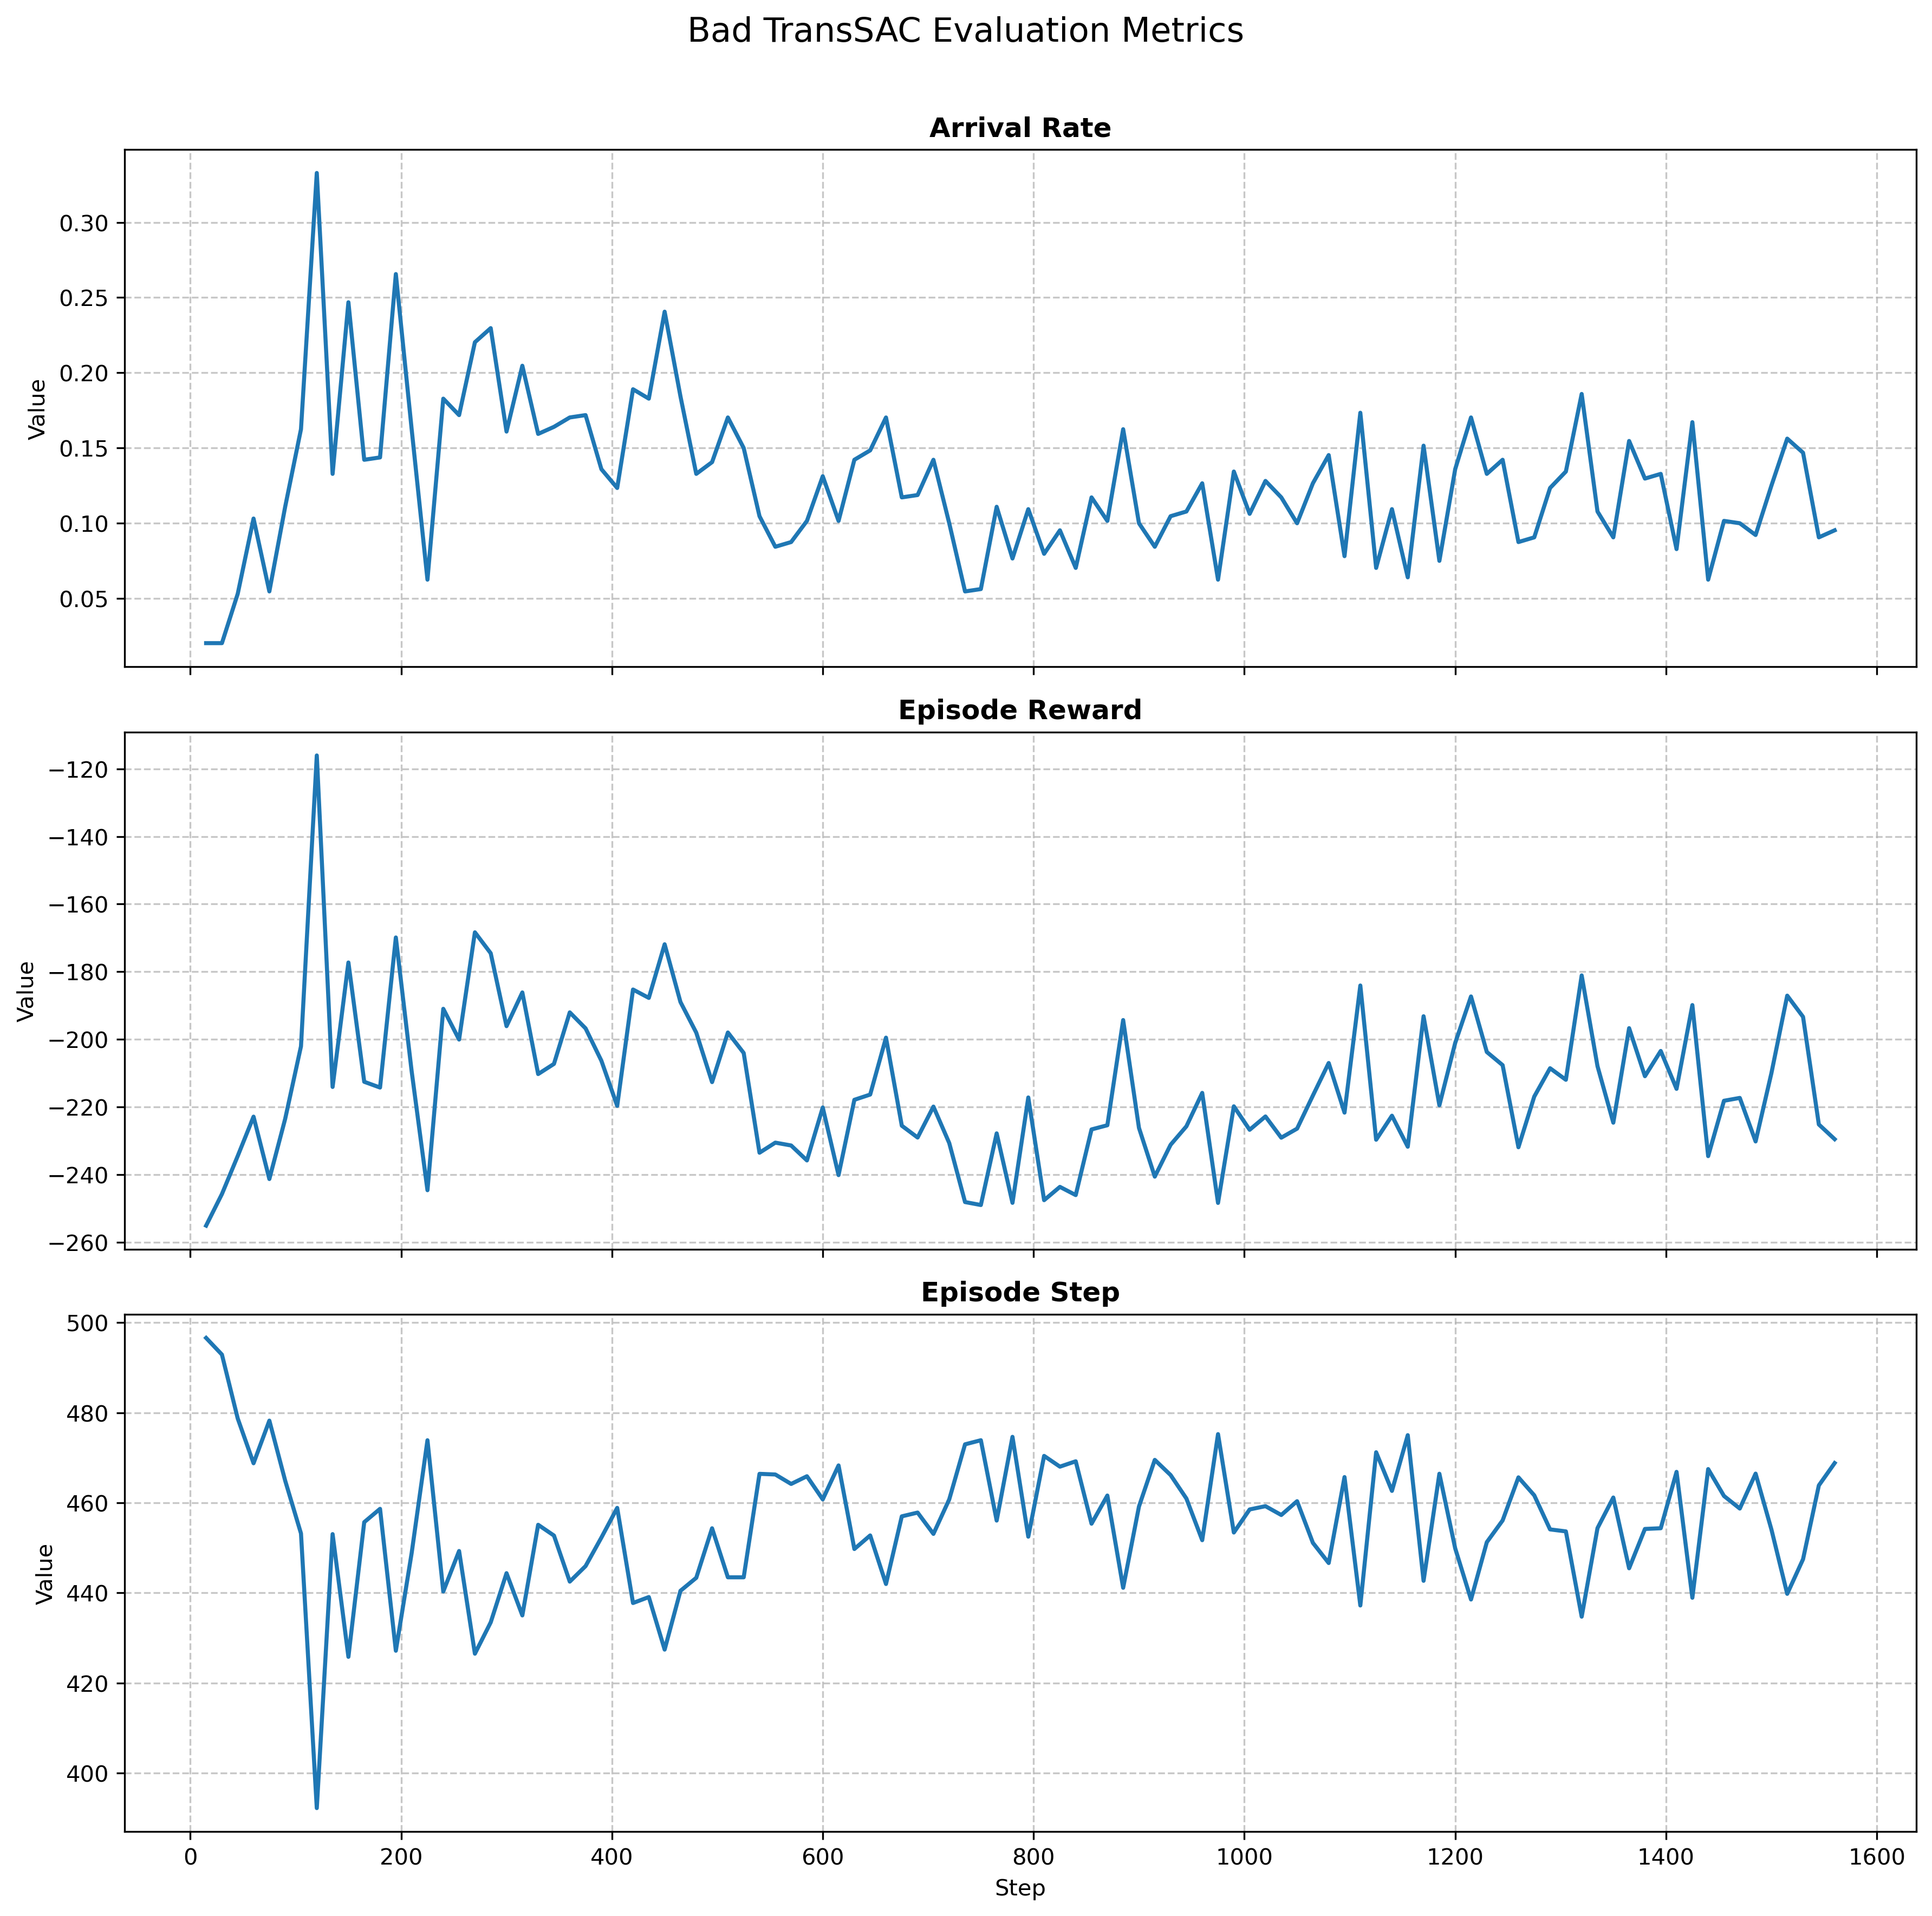 Bad TransSAC Evaluation Metrics
Arrival Rate
Value
0.30
0.25
0.20
0.15
0.10
0.05
Episode Reward
Value
−120
−140
−160
−180
−200
−220
−240
−260
Episode Step
Value
500
480
460
440
420
400
0 200 400 600 800 1000 1200 1400 1600
Step